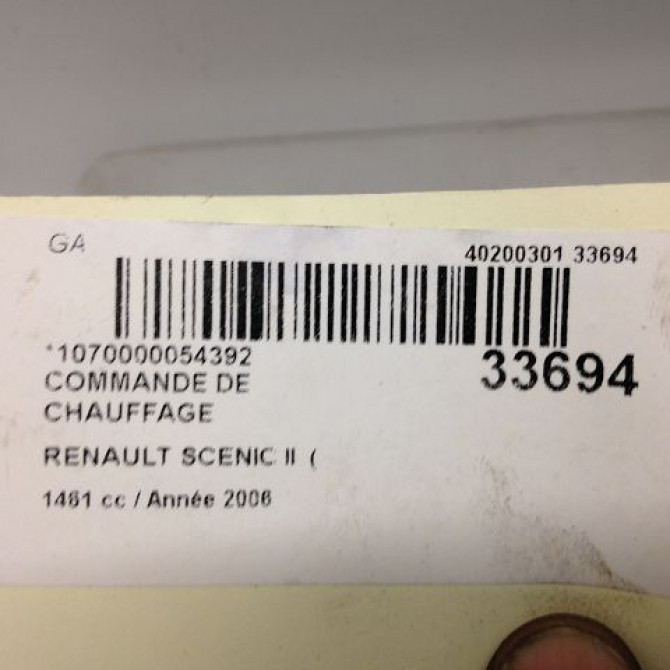 GA
40200301 33694
*1070000054392
33694
COMMANDE DE
CHAUFFAGE
RENAULT SCENIC II (
1461 cc / Année 2006